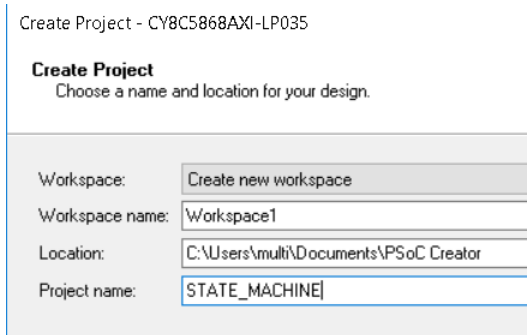 Create Project - CY8C5868AXI-LP035
Create Project
Choose a name and location for your design.
Workspace: Create new workspace
Workspace name: Workspace1
Location: C:\Users\multi\Documents\PSoC Creator
Project name: STATE_MACHINE